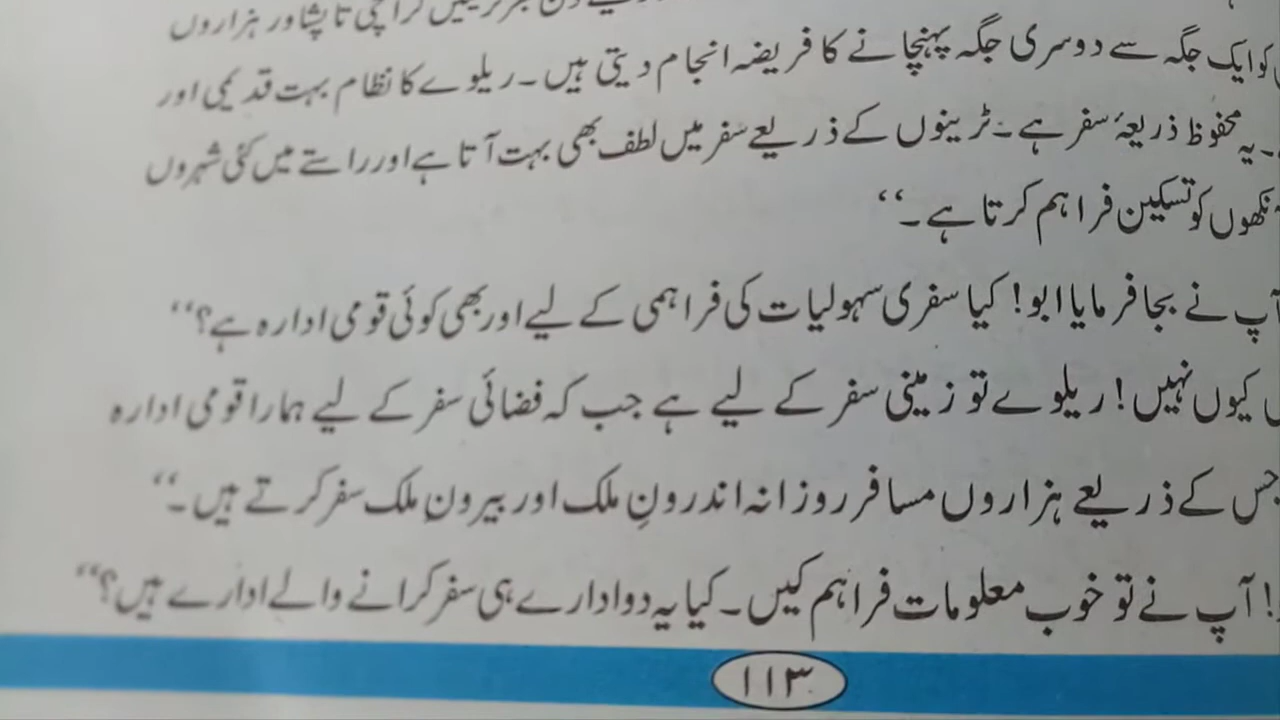 کراچی تا پشاور ہزاروں
کو ایک جگہ سے دوسری جگہ پہنچانے کا فریضہ انجام دیتی ہیں۔ ریلوے کا نظام بہت قدیمی اور
۔ یہ محفوظ ذریعۂ سفر ہے۔ ٹرینوں کے ذریعے سفر میں لطف بھی بہت آتا ہے اور راستے میں کئی شہروں
کو تسکین فراہم کرتا ہے۔‘‘
آپ نے بجا فرمایا ابو! کیا سفری سہولیات کی فراہمی کے لیے اور بھی کوئی قومی ادارہ ہے؟‘‘
کیوں نہیں! ریلوے تو زمینی سفر کے لیے ہے جب کہ فضائی سفر کے لیے ہمارا قومی ادارہ
جس کے ذریعے ہزاروں مسافر روزانہ اندرونِ ملک اور بیرونِ ملک سفر کرتے ہیں۔‘‘
! آپ نے تو خوب معلومات فراہم کیں۔ کیا یہ دو ادارے ہی سفر کرانے والے ادارے ہیں؟‘‘
۱۱۳